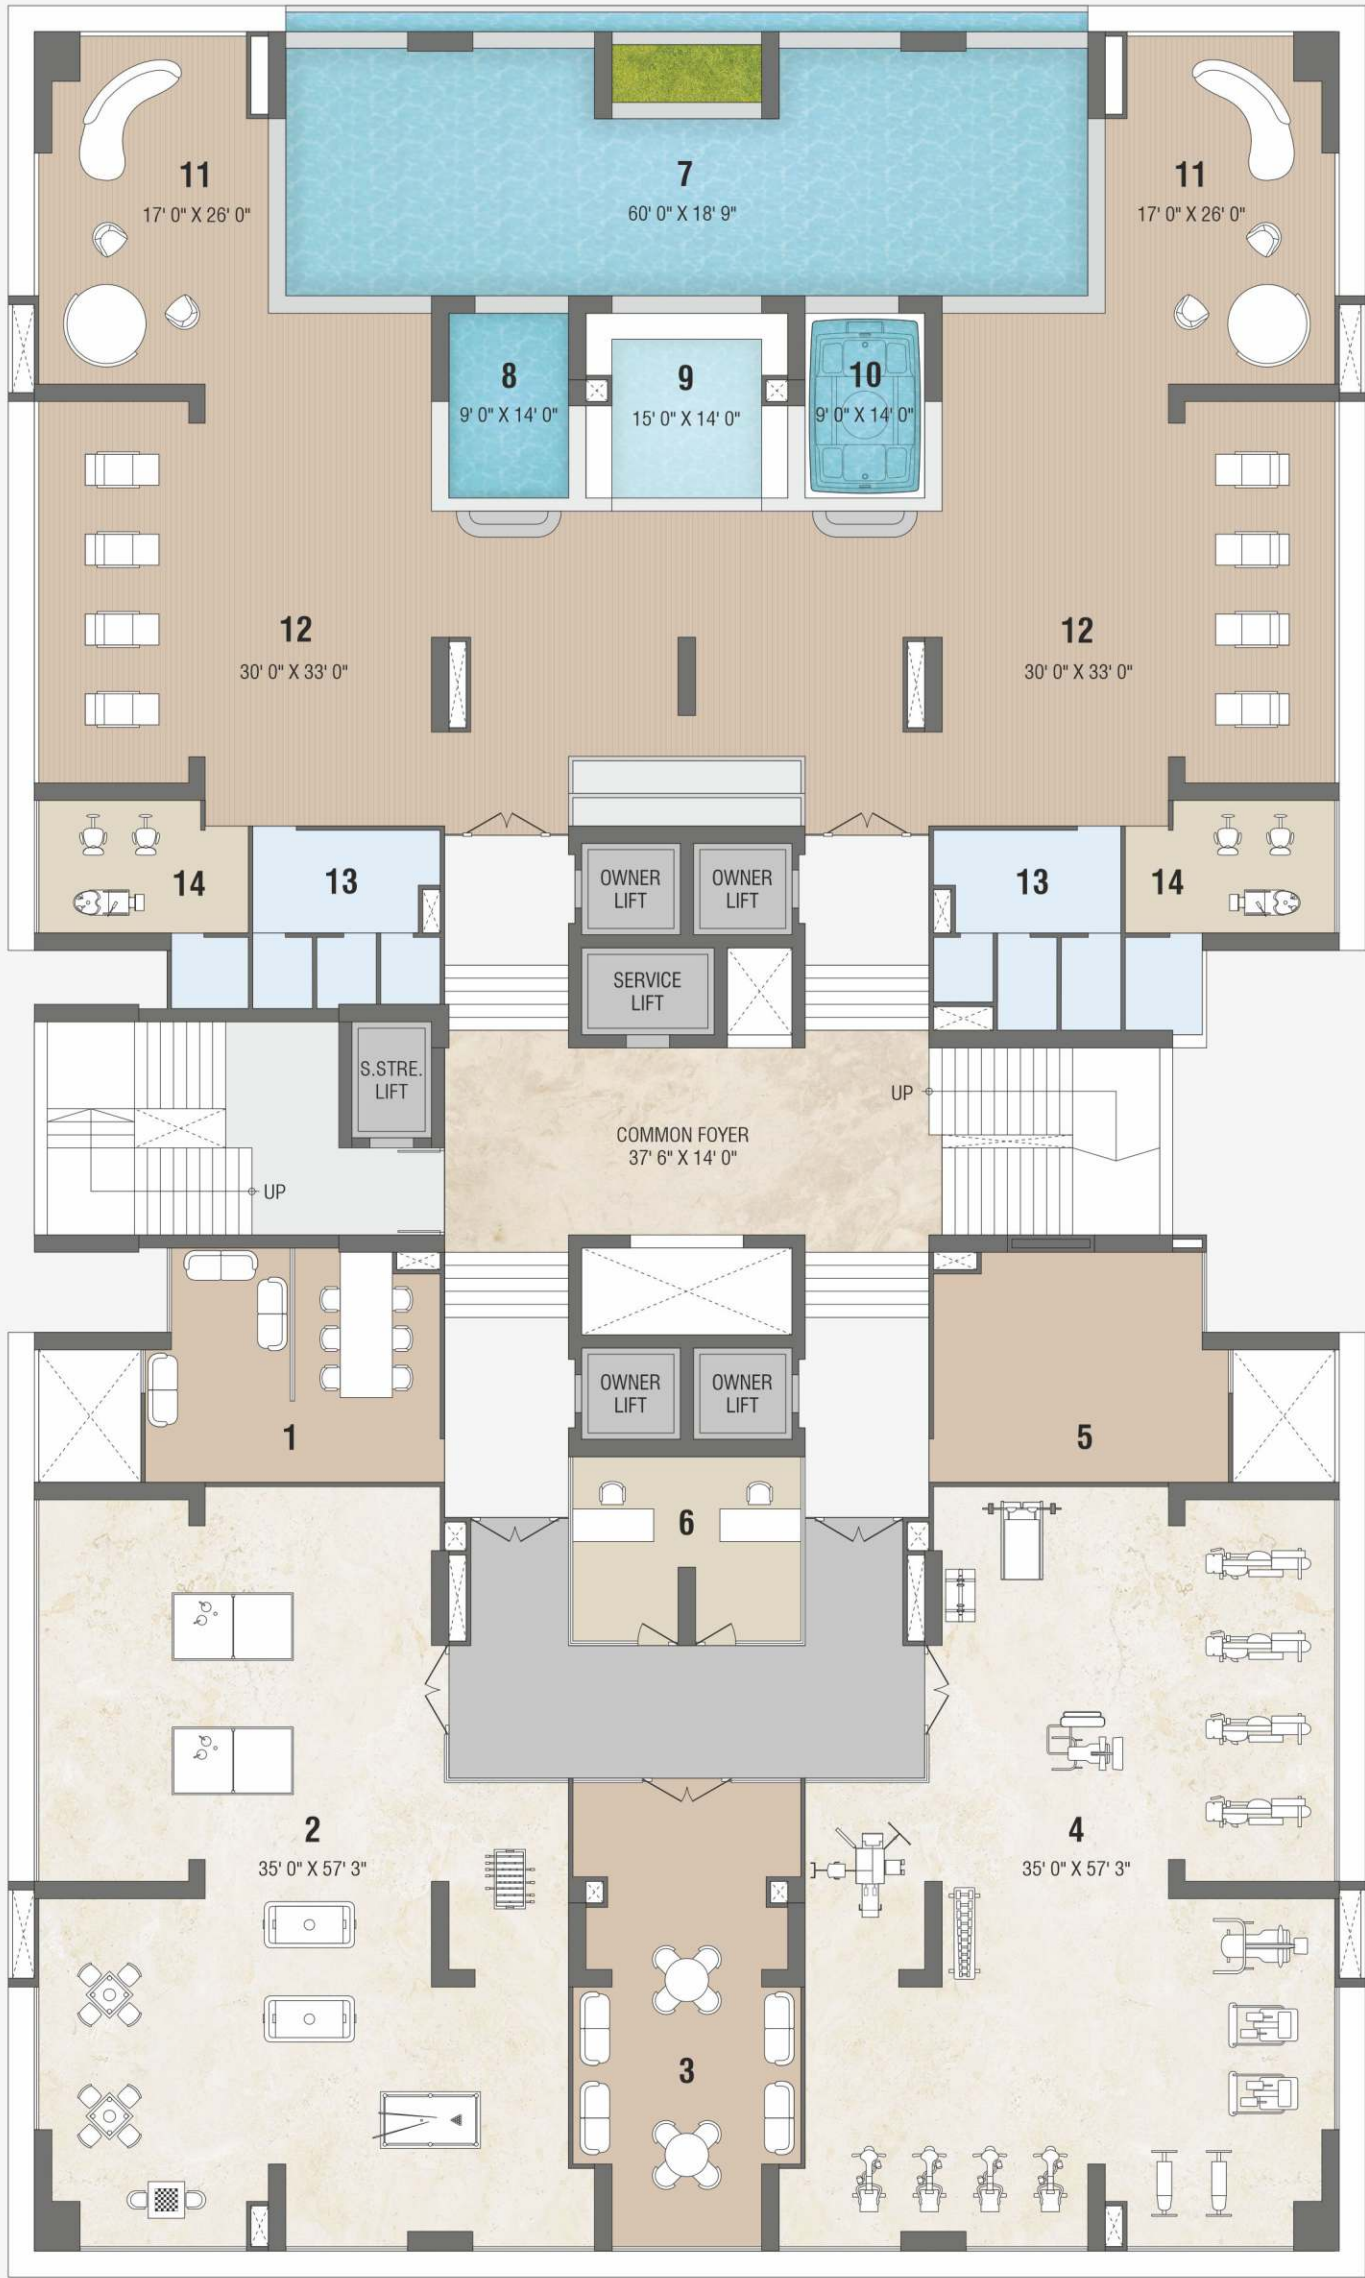 11
17' 0" X 26' 0"
7
60' 0" X 18' 9"
11
17' 0" X 26' 0"
8
9' 0" X 14' 0"
9
15' 0" X 14' 0"
10
9' 0" X 14' 0"
12
30' 0" X 33' 0"
12
30' 0" X 33' 0"
14
13
OWNER
LIFT
OWNER
LIFT
13
14
SERVICE
LIFT
S.STRE.
LIFT
UP
COMMON FOYER
37' 6" X 14' 0"
UP
1
OWNER
LIFT
OWNER
LIFT
5
6
2
35' 0" X 57' 3"
4
35' 0" X 57' 3"
3